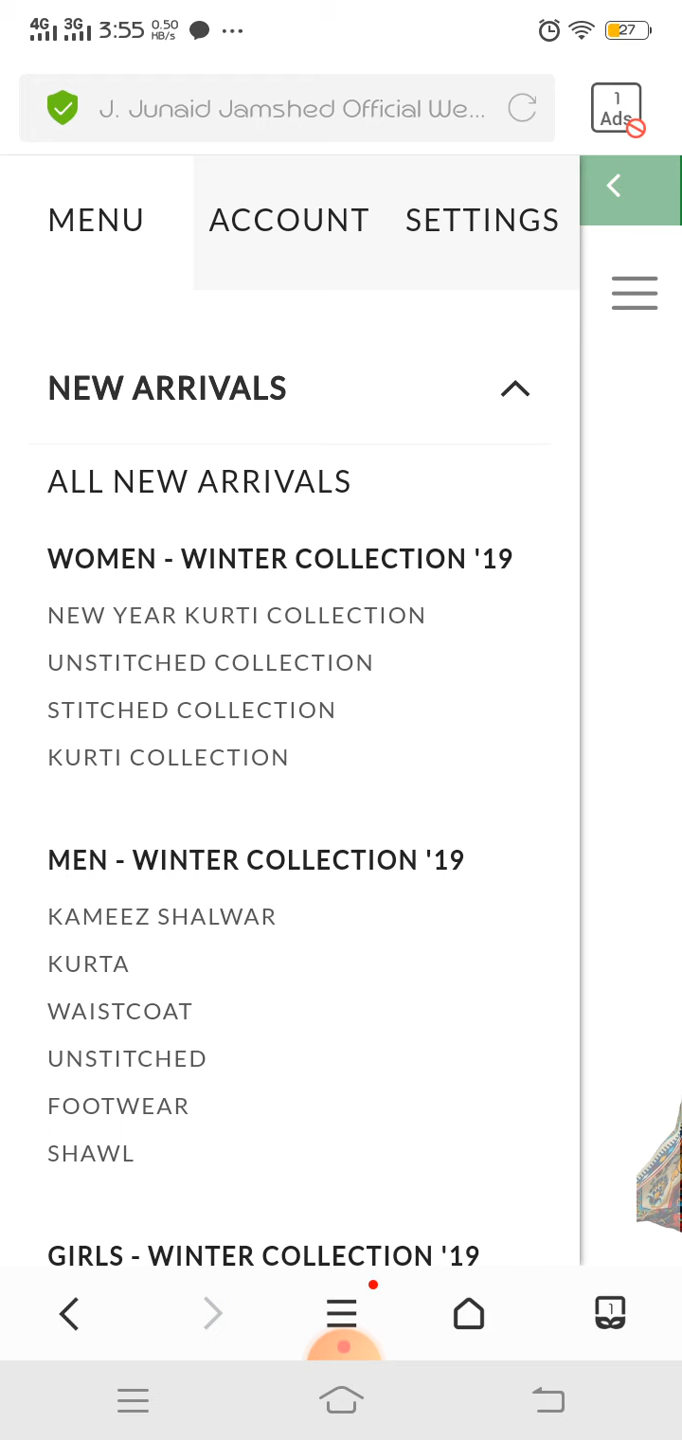 4G 3G 3:55 0.50 HB/s ... 27
J. Junaid Jamshed Official We...
1 Ads
MENU ACCOUNT SETTINGS
NEW ARRIVALS
ALL NEW ARRIVALS
WOMEN - WINTER COLLECTION '19
NEW YEAR KURTI COLLECTION
UNSTITCHED COLLECTION
STITCHED COLLECTION
KURTI COLLECTION
MEN - WINTER COLLECTION '19
KAMEEZ SHALWAR
KURTA
WAISTCOAT
UNSTITCHED
FOOTWEAR
SHAWL
GIRLS - WINTER COLLECTION '19
1